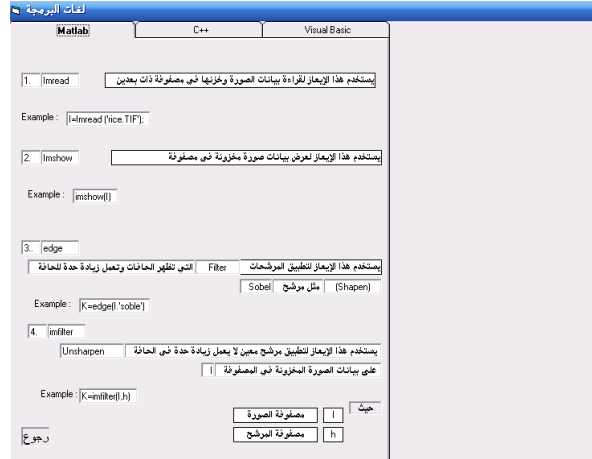 لغات البرمجة
Matlab C++ Visual Basic
1. Imread يستخدم هذا الإيعاز لقراءة بيانات الصورة وخزنها في مصفوفة ذات بعدين
Example : I=Imread ('rice.TIF');
2. Imshow يستخدم هذا الإيعاز لعرض بيانات صورة مخزونة في مصفوفة
Example : imshow(I)
3.. edge
يستخدم هذا الإيعاز لتطبيق المرشحات Filter التي تظهر الحافات وتعمل زيادة حدة للحافة
(Shapen) مثل مرشح Sobel
Example : K=edge(I.'soble')
4. imfilter
يستخدم هذا الإيعاز لتطبيق مرشح معين لا يعمل زيادة حدة في الحافة Unsharpen
على بيانات الصورة المخزونة في المصفوفة I
Example : K=imfilter(I,h)
حيث
I مصفوفة الصورة
h مصفوفة المرشح
رجوع